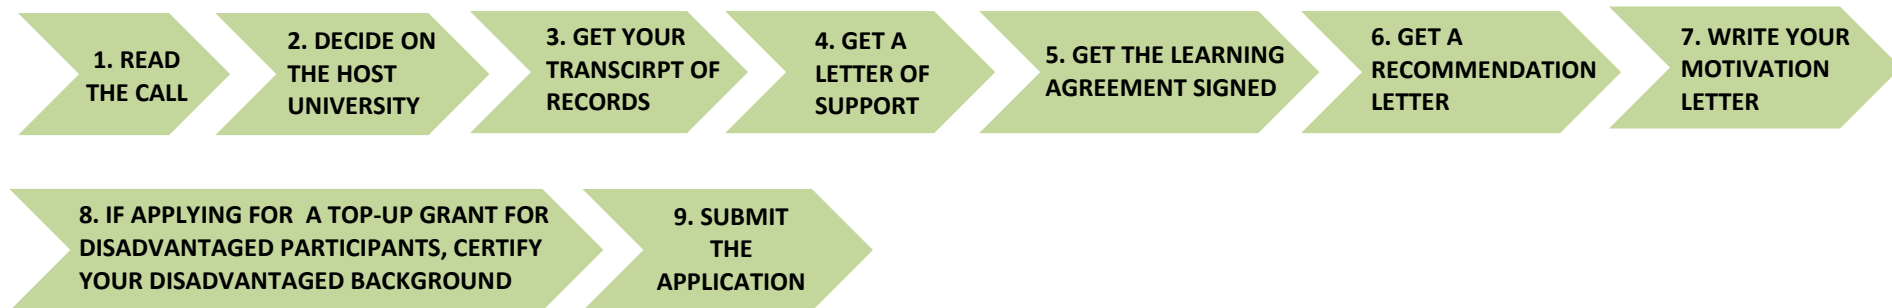 1. READ
THE CALL
2. DECIDE ON
THE HOST
UNIVERSITY
3. GET YOUR
TRANSCIRPT OF
RECORDS
4. GET A
LETTER OF
SUPPORT
5. GET THE LEARNING
AGREEMENT SIGNED
6. GET A
RECOMMENDATION
LETTER
7. WRITE YOUR
MOTIVATION
LETTER
8. IF APPLYING FOR  A TOP-UP GRANT FOR
DISADVANTAGED PARTICIPANTS, CERTIFY
YOUR DISADVANTAGED BACKGROUND
9. SUBMIT
THE
APPLICATION